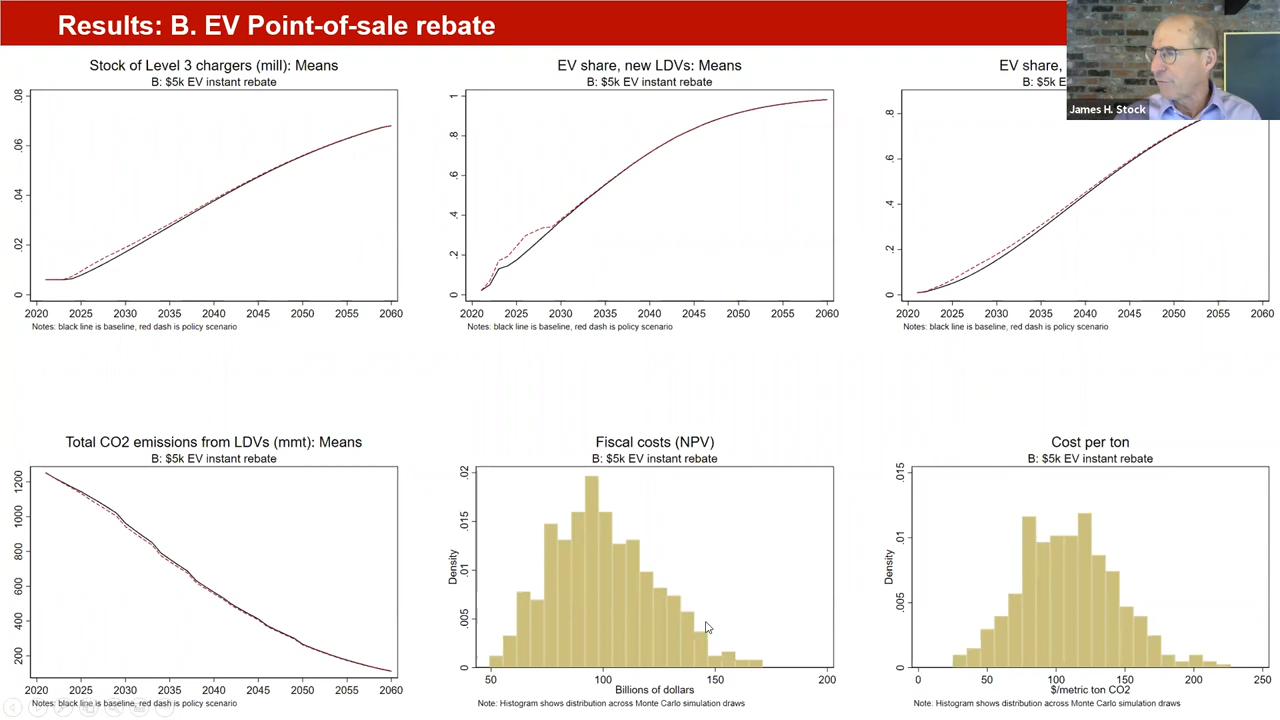 Results: B. EV Point-of-sale rebate
James H. Stock
Stock of Level 3 chargers (mill): Means
B: $5k EV instant rebate
0 .02 .04 .06 .08
2020 2025 2030 2035 2040 2045 2050 2055 2060
Notes: black line is baseline, red dash is policy scenario
EV share, new LDVs: Means
B: $5k EV instant rebate
0 .2 .4 .6 .8 1
2020 2025 2030 2035 2040 2045 2050 2055 2060
Notes: black line is baseline, red dash is policy scenario
EV share,
B: $5k E
0 .2 .4 .6 .8
2020 2025 2030 2035 2040 2045 2050 2055 2060
Notes: black line is baseline, red dash is policy scenario
Total CO2 emissions from LDVs (mmt): Means
B: $5k EV instant rebate
200 400 600 800 1000 1200
2020 2025 2030 2035 2040 2045 2050 2055 2060
Notes: black line is baseline, red dash is policy scenario
Fiscal costs (NPV)
B: $5k EV instant rebate
Density
0 .005 .01 .015 .02
50 100 150 200
Billions of dollars
Note: Histogram shows distribution across Monte Carlo simulation draws
Cost per ton
B: $5k EV instant rebate
Density
0 .005 .01 .015
0 50 100 150 200 250
$/metric ton CO2
Note: Histogram shows distribution across Monte Carlo simulation draws